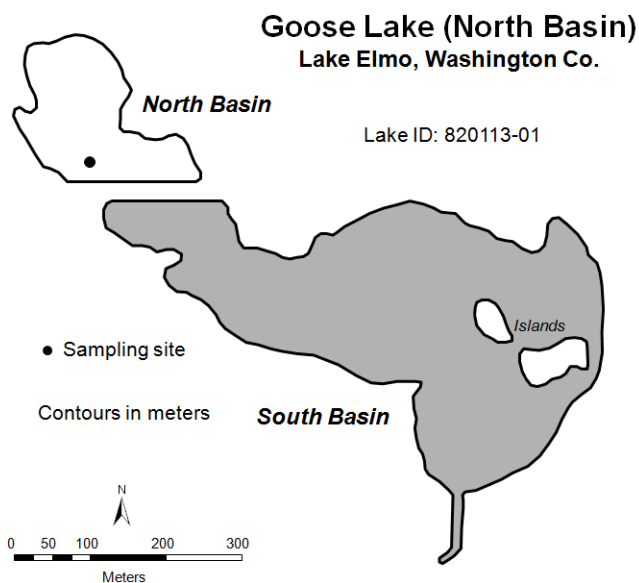 Goose Lake (North Basin)
Lake Elmo, Washington Co.
North Basin
Lake ID: 820113-01
Islands
Sampling site
Contours in meters
South Basin
N
0 50 100 200 300
Meters